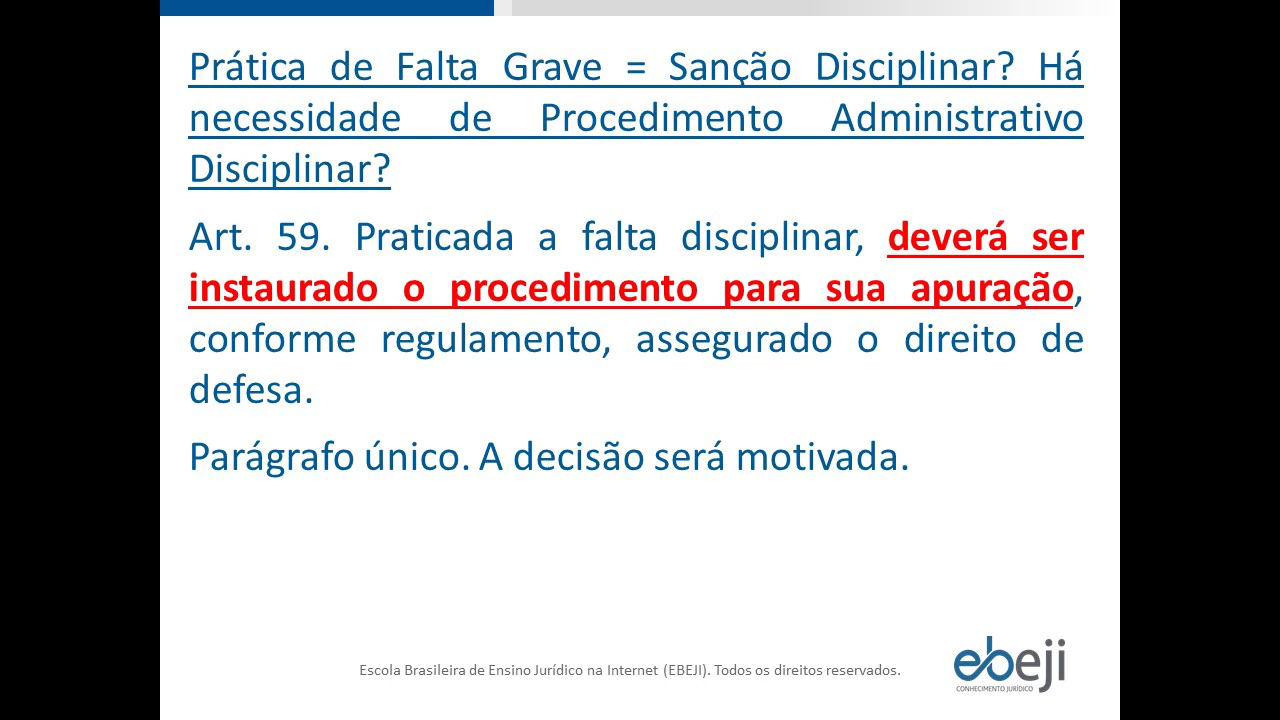 Prática de Falta Grave = Sanção Disciplinar? Há
necessidade de Procedimento Administrativo
Disciplinar?
Art. 59. Praticada a falta disciplinar, deverá ser
instaurado o procedimento para sua apuração,
conforme regulamento, assegurado o direito de
defesa.
Parágrafo único. A decisão será motivada.
Escola Brasileira de Ensino Jurídico na Internet (EBEJI). Todos os direitos reservados.
ebeji
CONHECIMENTO JURÍDICO